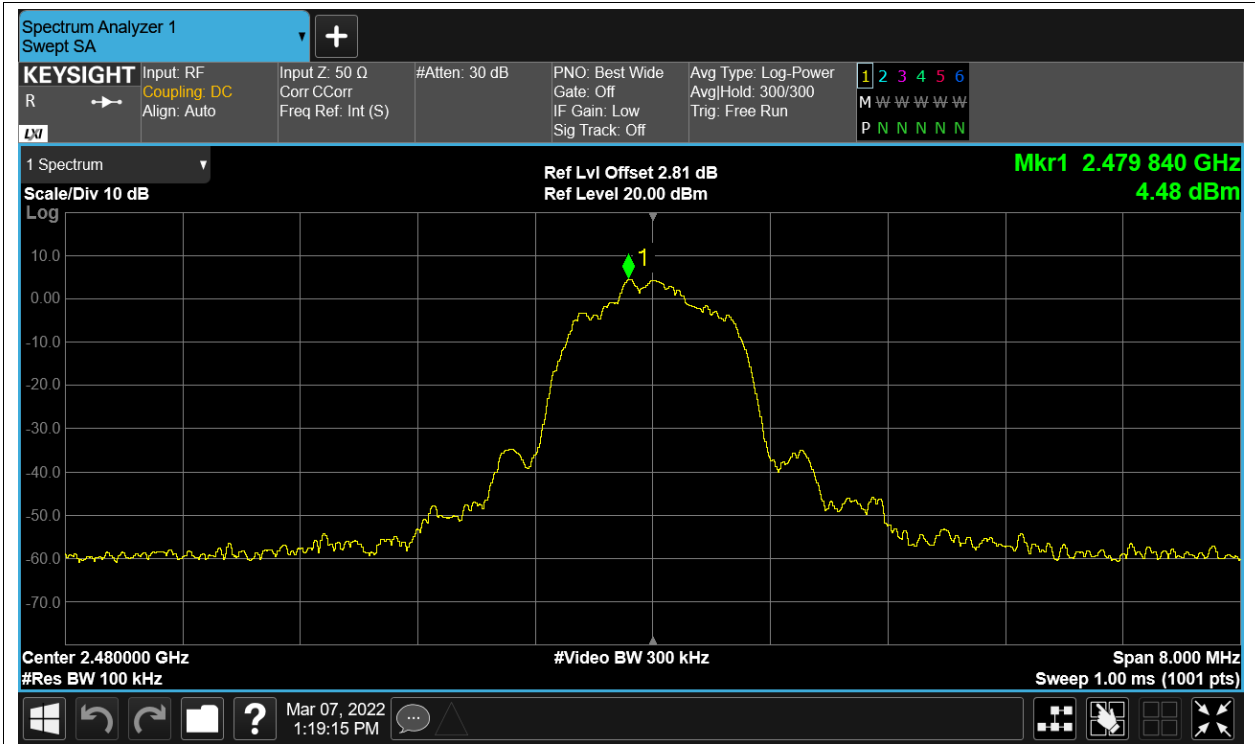 Spectrum Analyzer 1
Swept SA
+
KEYSIGHT
R
LXI
Input: RF
Coupling: DC
Align: Auto
Input Z: 50 Ω
Corr CCorr
Freq Ref: Int (S)
#Atten: 30 dB
PNO: Best Wide
Gate: Off
IF Gain: Low
Sig Track: Off
Avg Type: Log-Power
Avg|Hold: 300/300
Trig: Free Run
1 2 3 4 5 6
M W W W W W
P N N N N N
1 Spectrum
Scale/Div 10 dB
Log
Ref Lvl Offset 2.81 dB
Ref Level 20.00 dBm
Mkr1 2.479 840 GHz
4.48 dBm
1
10.0
0.00
-10.0
-20.0
-30.0
-40.0
-50.0
-60.0
-70.0
Center 2.480000 GHz
#Res BW 100 kHz
#Video BW 300 kHz
Span 8.000 MHz
Sweep 1.00 ms (1001 pts)
?
Mar 07, 2022
1:19:15 PM